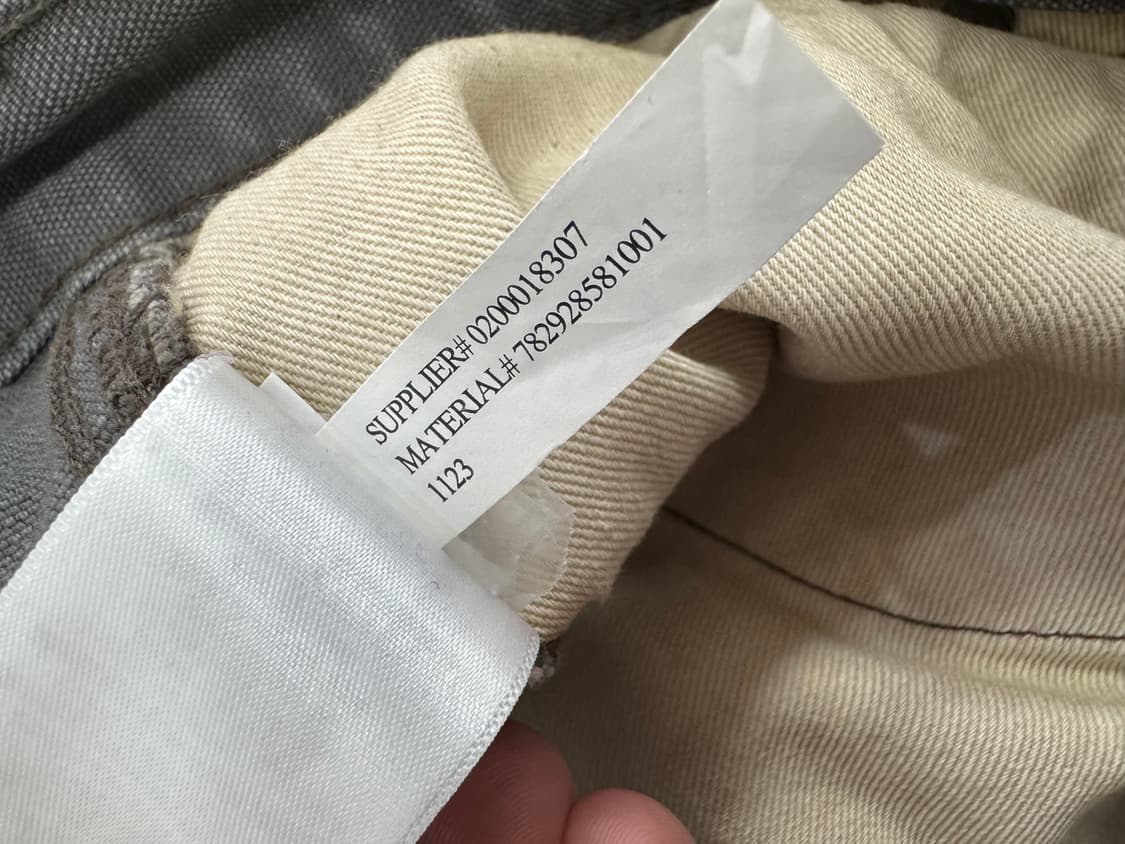 SUPPLIER# 0200018307
MATERIAL# 782928581001
1123